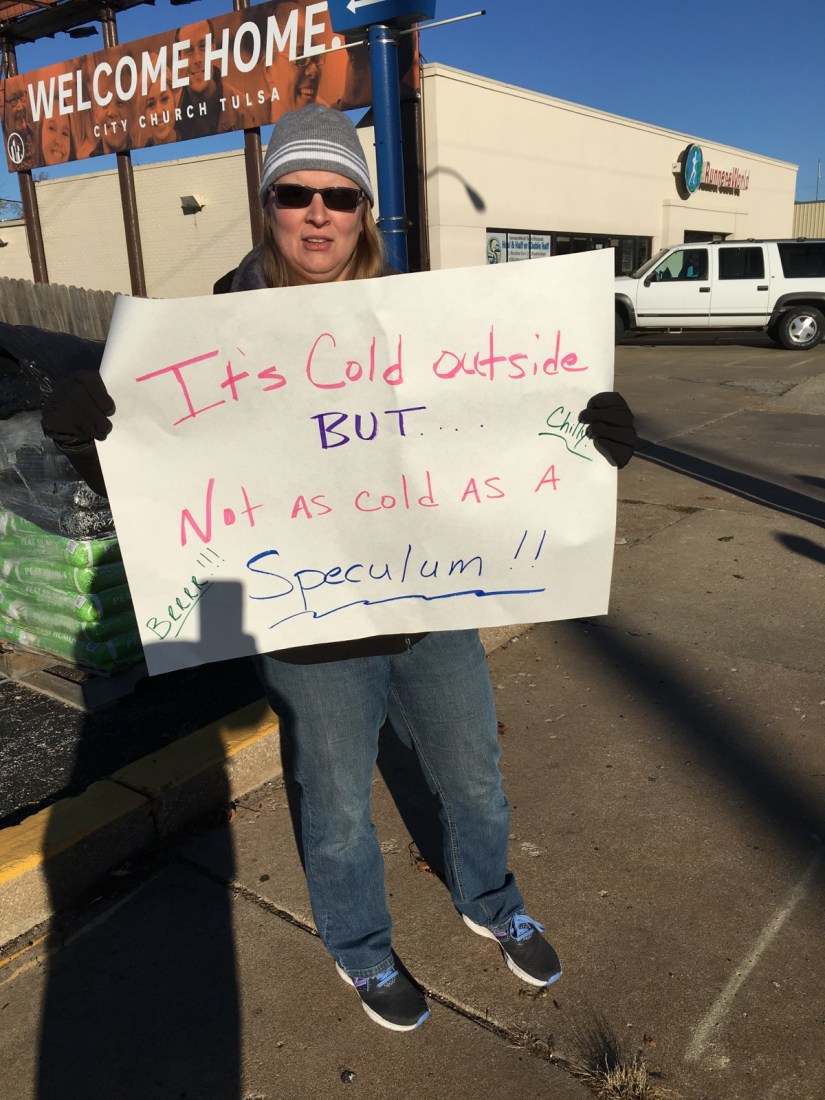 WELCOME HOME.
CITY CHURCH TULSA
RunnersWorld
It's Cold outside
BUT....
Chilly!
Not AS cold AS A
Speculum!!
Brrrr!!!